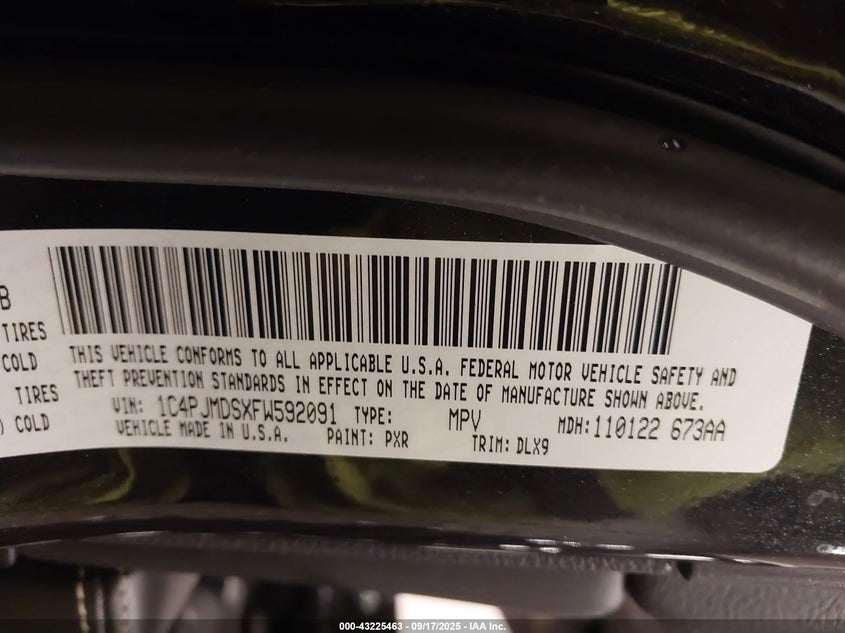 B
TIRES
COLD
TIRES
) COLD
THIS VEHICLE CONFORMS TO ALL APPLICABLE U.S.A. FEDERAL MOTOR VEHICLE SAFETY AND
THEFT PREVENTION STANDARDS IN EFFECT ON THE DATE OF MANUFACTURE SHOWN ABOVE.
VIN: 1C4PJMDSXFW592091 TYPE: MPV MDH:110122 673AA
VEHICLE MADE IN U.S.A. PAINT: PXR TRIM: DLX9
000-43225463 - 09/17/2025 - IAA Inc.